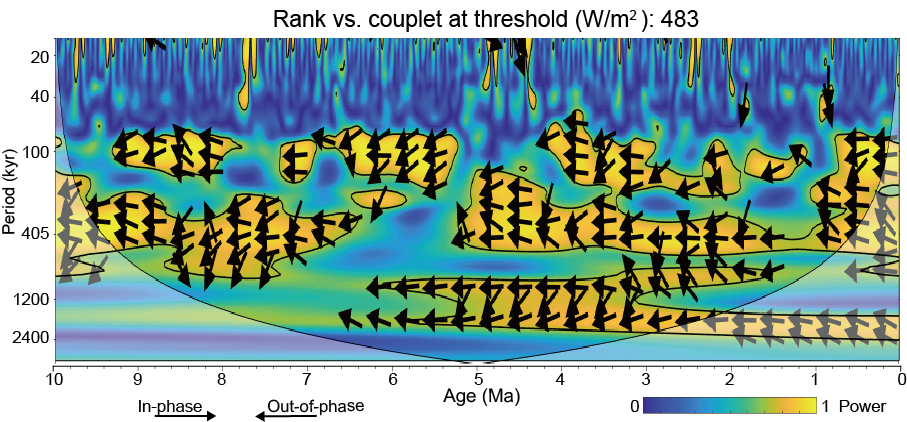 Rank vs. couplet at threshold (W/m²): 483
Period (kyr)
20
40
100
405
1200
2400
10 9 8 7 6 5 4 3 2 1 0
Age (Ma)
In-phase
Out-of-phase
0 1 Power